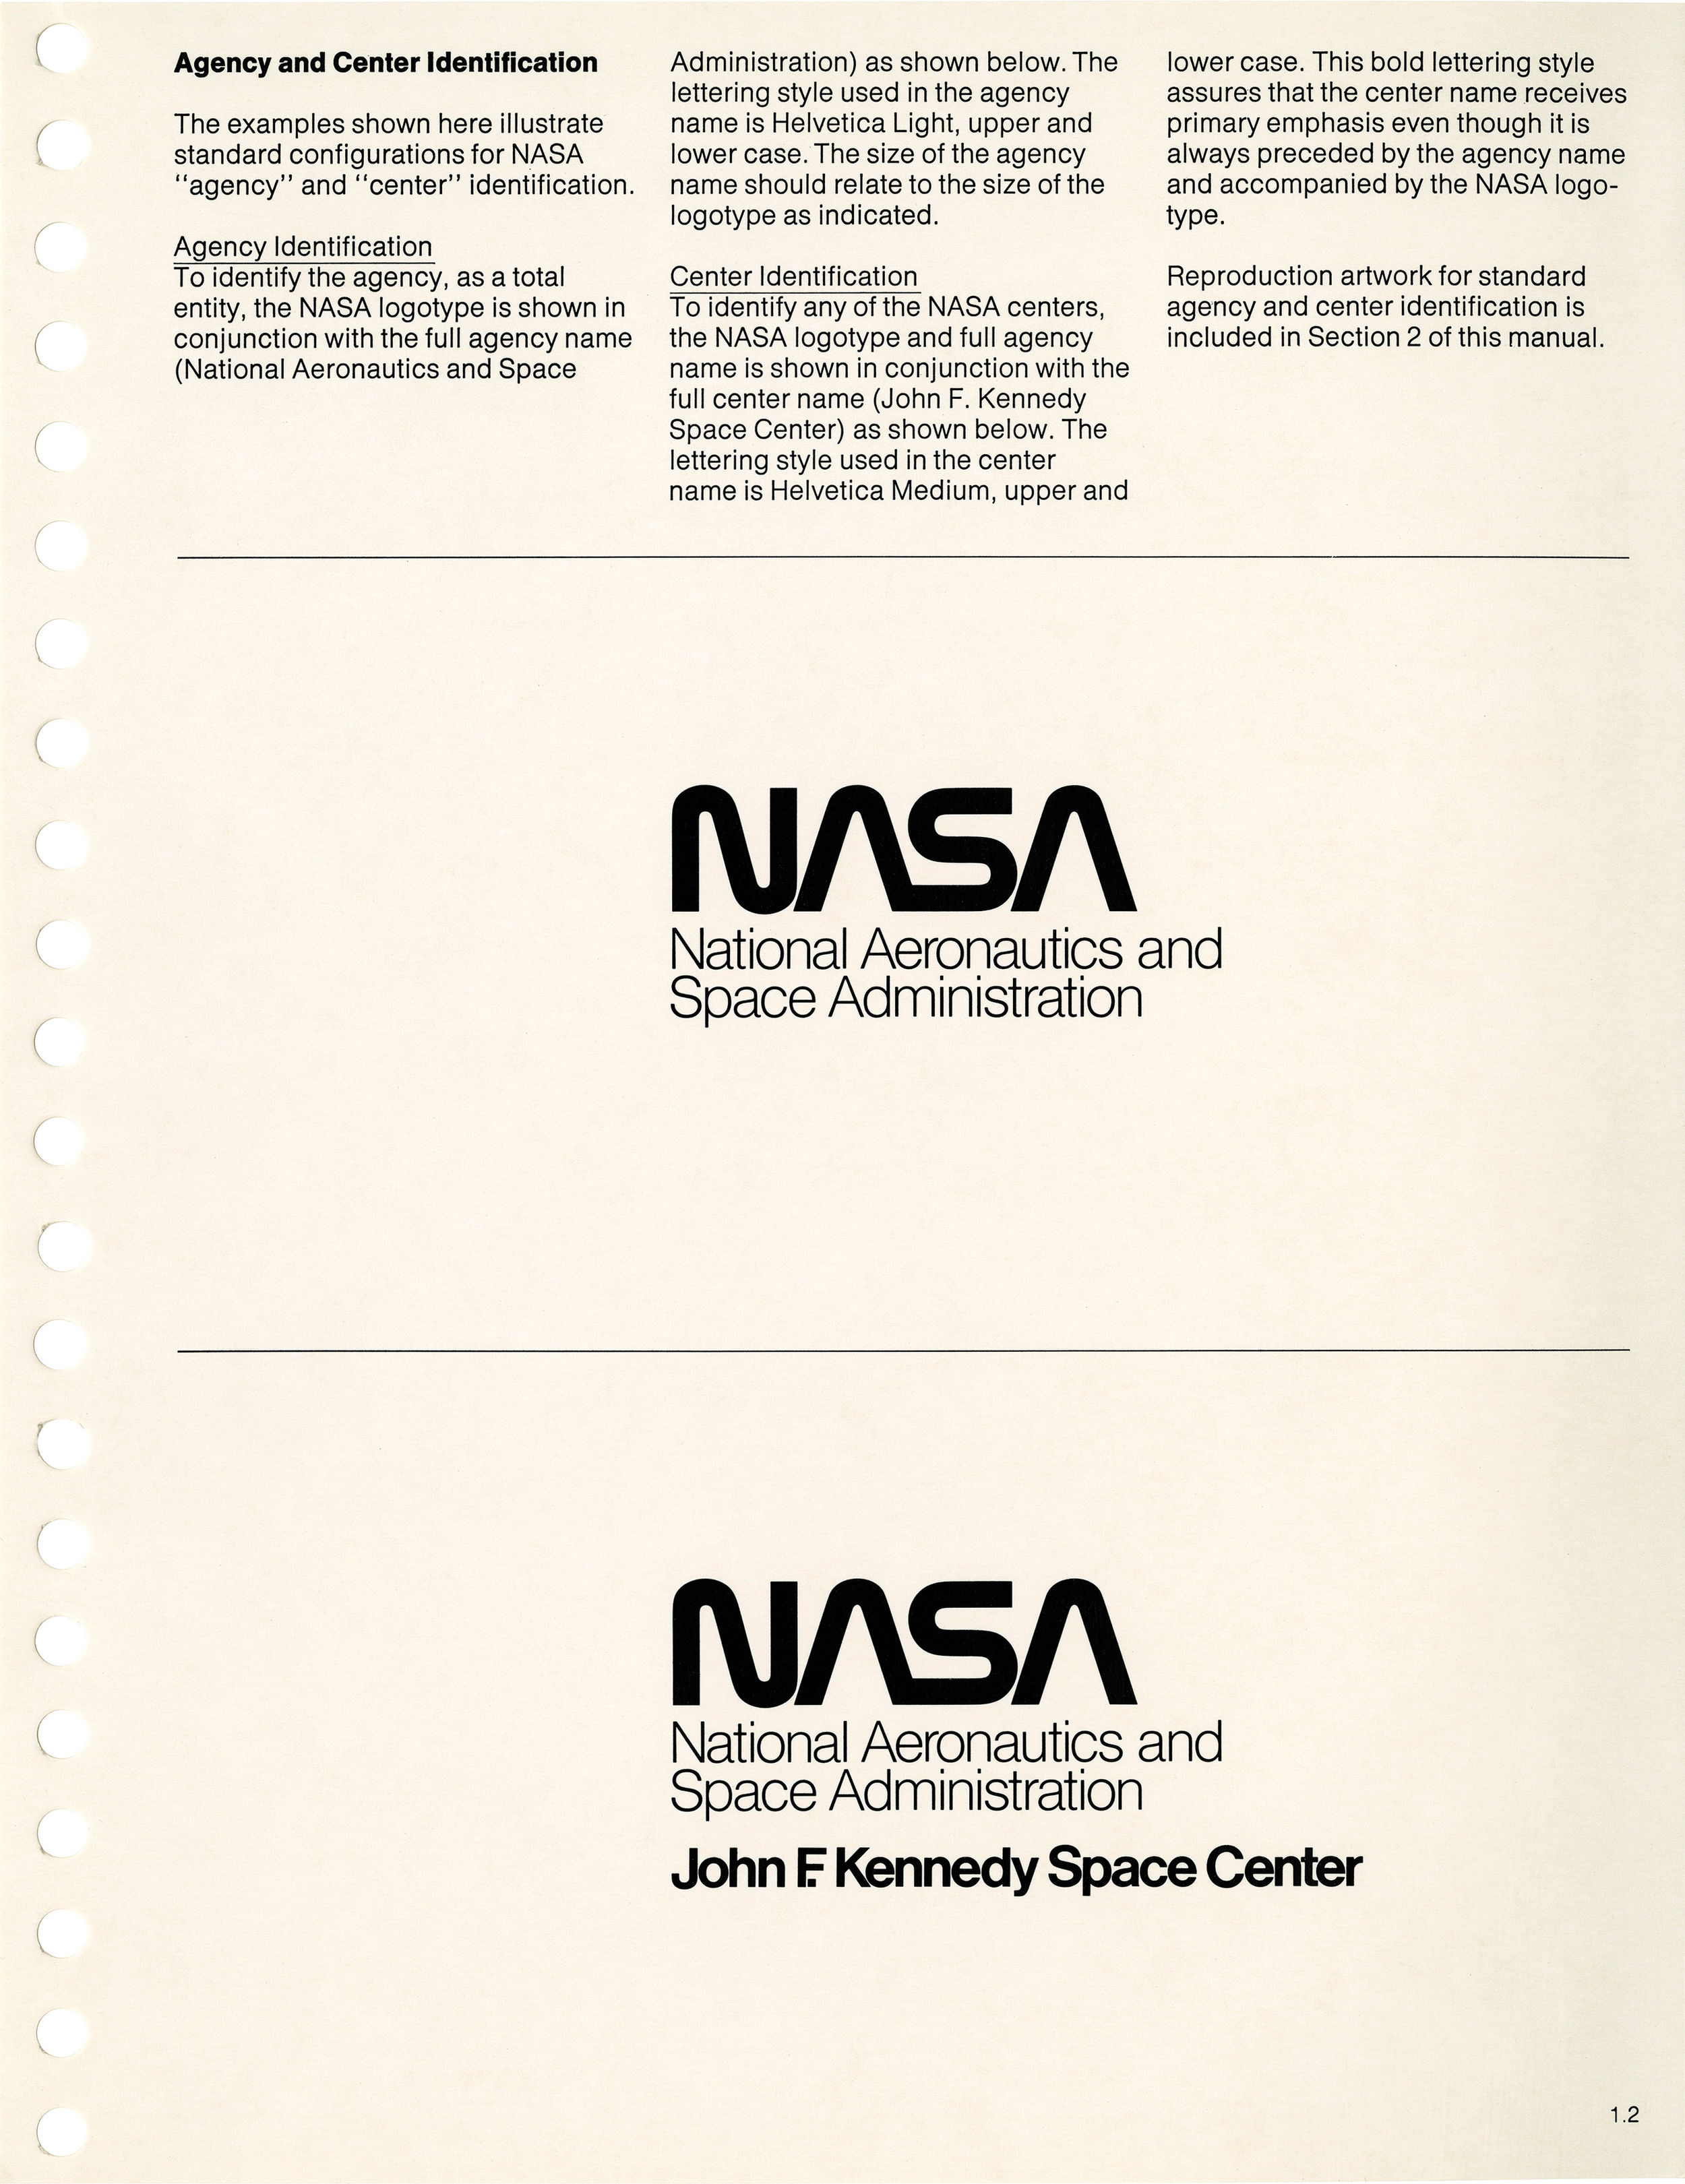 Agency and Center Identification
The examples shown here illustrate
standard configurations for NASA
"agency" and "center" identification.
Agency Identification
To identify the agency, as a total
entity, the NASA logotype is shown in
conjunction with the full agency name
(National Aeronautics and Space
Administration) as shown below. The
lettering style used in the agency
name is Helvetica Light, upper and
lower case. The size of the agency
name should relate to the size of the
logotype as indicated.
Center Identification
To identify any of the NASA centers,
the NASA logotype and full agency
name is shown in conjunction with the
full center name (John F. Kennedy
Space Center) as shown below. The
lettering style used in the center
name is Helvetica Medium, upper and
lower case. This bold lettering style
assures that the center name receives
primary emphasis even though it is
always preceded by the agency name
and accompanied by the NASA logo-
type.
Reproduction artwork for standard
agency and center identification is
included in Section 2 of this manual.
NASA
National Aeronautics and
Space Administration
NASA
National Aeronautics and
Space Administration
John F. Kennedy Space Center
1.2